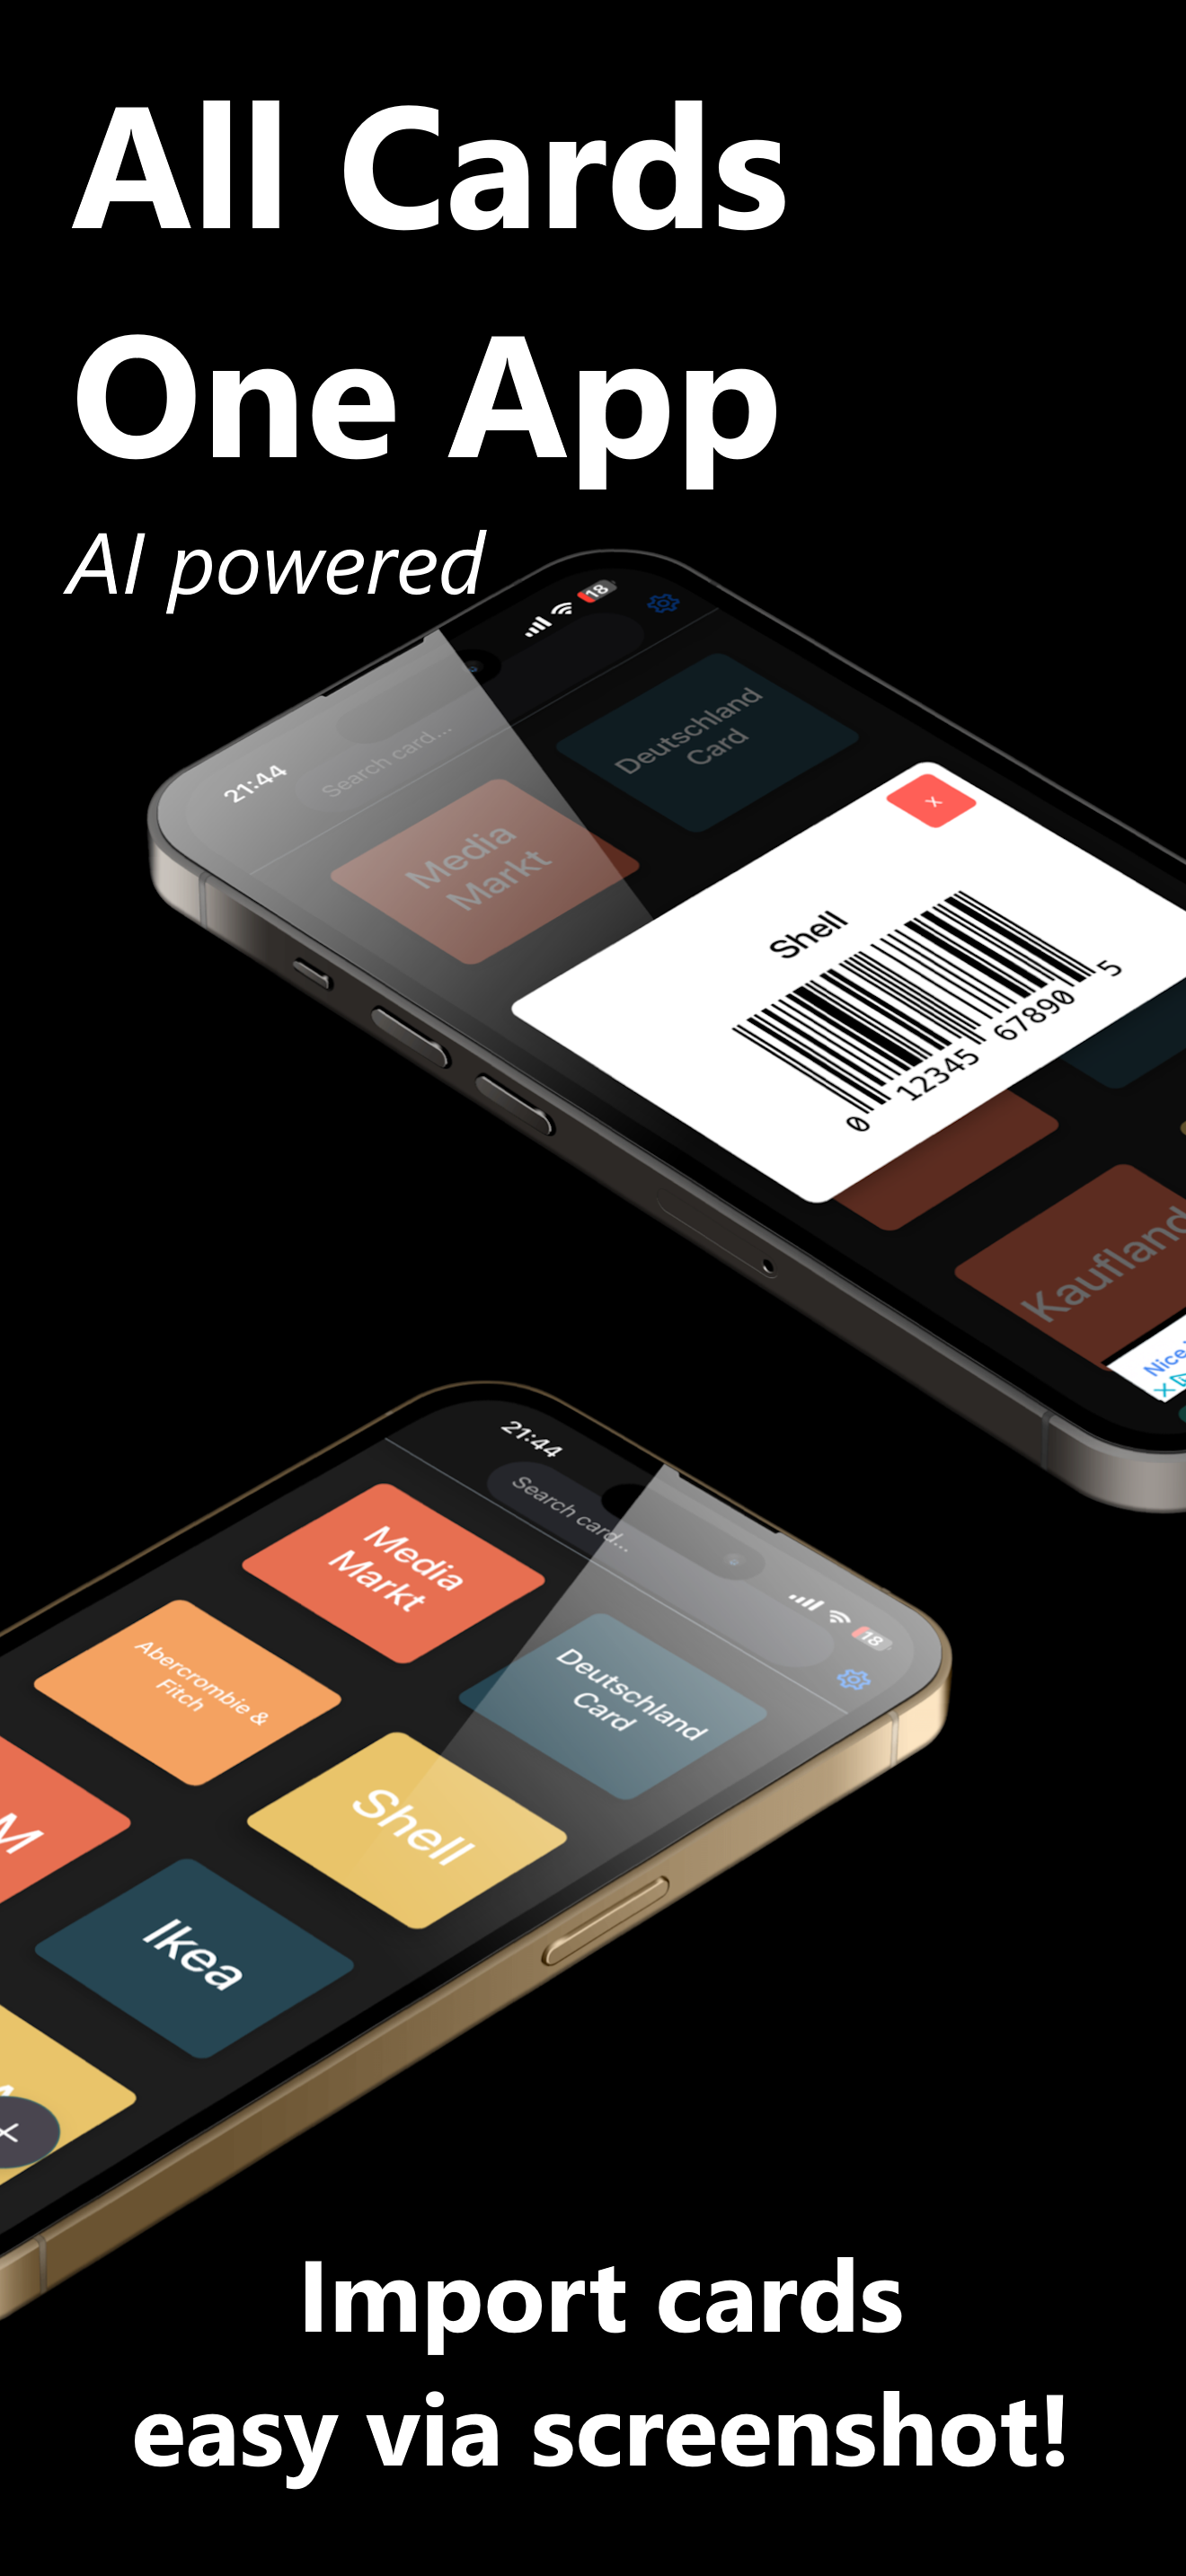 All Cards
One App
AI powered
18
21:44
Search card...
Deutschland
Card
Media
Markt
x
Shell
0 12345 67890 5
Kaufland
Nice
21:44
Search card...
18
Media
Markt
Deutschland
Card
Abercrombie &
Fitch
Shell
M
Ikea
+
Import cards
easy via screenshot!